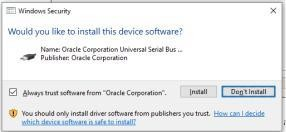 Windows Security
Would you like to install this device software?
Name: Oracle Corporation Universal Serial Bus ...
Publisher: Oracle Corporation
Always trust software from "Oracle Corporation".
Install
Don't Install
You should only install driver software from publishers you trust. How can I decide
which device software is safe to install?